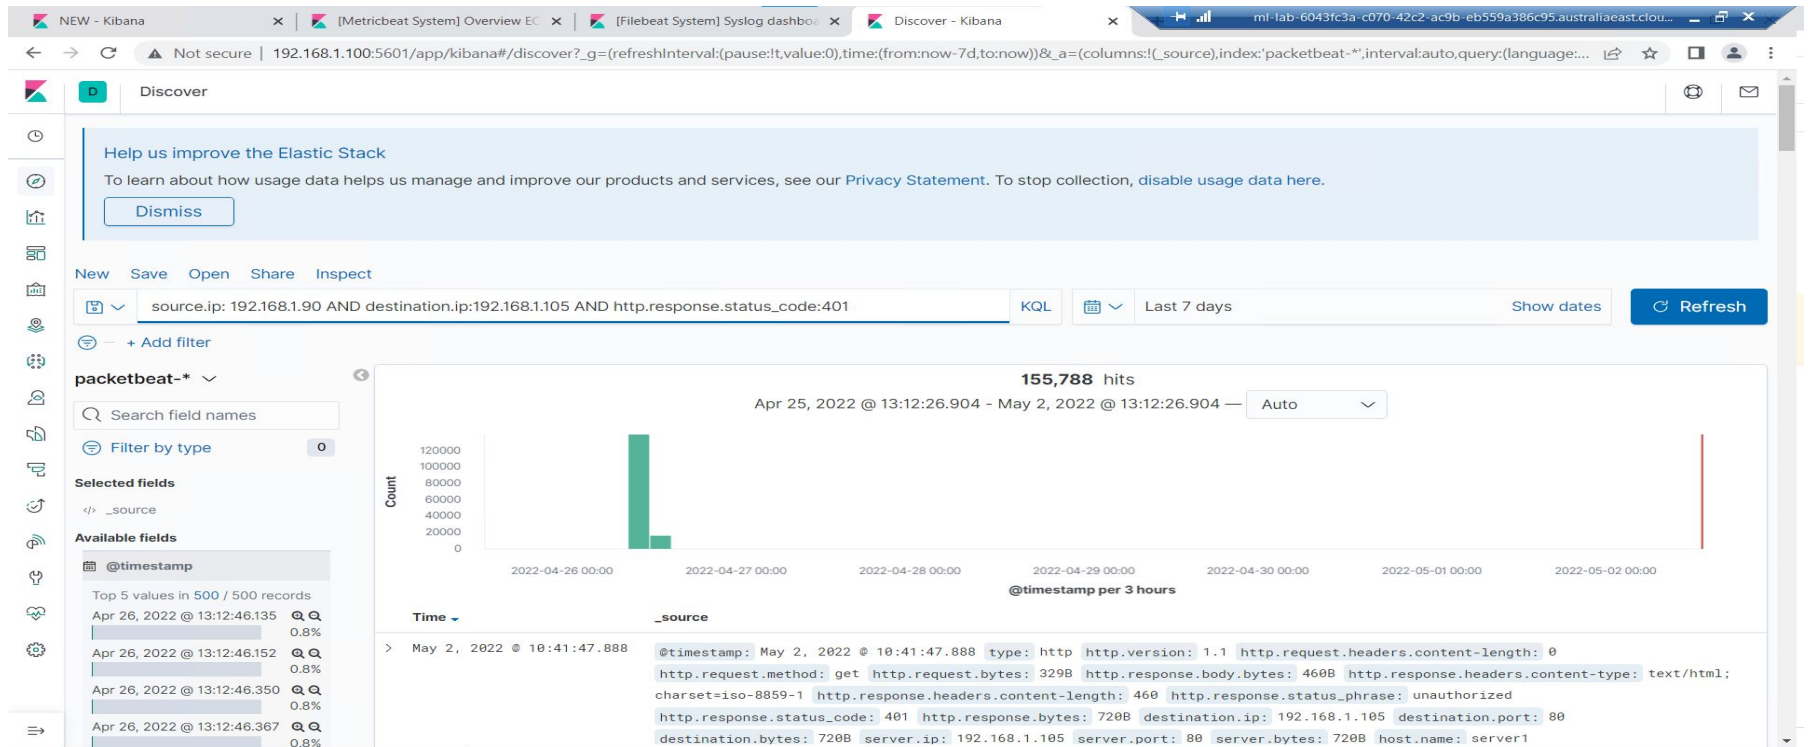 NEW - Kibana
[Metricbeat System] Overview EC
[Filebeat System] Syslog dashboa
Discover - Kibana
ml-lab-6043fc3a-c070-42c2-ac9b-eb559a386c95.australiaeast.clou...
Not secure | 192.168.1.100:5601/app/kibana#/discover?_g=(refreshInterval:(pause:!t,value:0),time:(from:now-7d,to:now))&_a=(columns:!(_source),index:'packetbeat-*',interval:auto,query:(language:...
D
Discover
Help us improve the Elastic Stack
To learn about how usage data helps us manage and improve our products and services, see our Privacy Statement. To stop collection, disable usage data here.
Dismiss
New Save Open Share Inspect
source.ip: 192.168.1.90 AND destination.ip:192.168.1.105 AND http.response.status_code:401
KQL
Last 7 days
Show dates
Refresh
+ Add filter
packetbeat-*
Search field names
Filter by type 0
Selected fields
</> _source
Available fields
@timestamp
Top 5 values in 500 / 500 records
Apr 26, 2022 @ 13:12:46.135
0.8%
Apr 26, 2022 @ 13:12:46.152
0.8%
Apr 26, 2022 @ 13:12:46.350
0.8%
Apr 26, 2022 @ 13:12:46.367
0.8%
155,788 hits
Apr 25, 2022 @ 13:12:26.904 - May 2, 2022 @ 13:12:26.904 — Auto
Count
120000
100000
80000
60000
40000
20000
0
2022-04-26 00:00 2022-04-27 00:00 2022-04-28 00:00 2022-04-29 00:00 2022-04-30 00:00 2022-05-01 00:00 2022-05-02 00:00
@timestamp per 3 hours
Time _source
> May 2, 2022 @ 10:41:47.888
@timestamp: May 2, 2022 @ 10:41:47.888 type: http http.version: 1.1 http.request.headers.content-length: 0
http.request.method: get http.request.bytes: 329B http.response.body.bytes: 460B http.response.headers.content-type: text/html;
charset=iso-8859-1 http.response.headers.content-length: 460 http.response.status_phrase: unauthorized
http.response.status_code: 401 http.response.bytes: 720B destination.ip: 192.168.1.105 destination.port: 80
destination.bytes: 720B server.ip: 192.168.1.105 server.port: 80 server.bytes: 720B host.name: server1